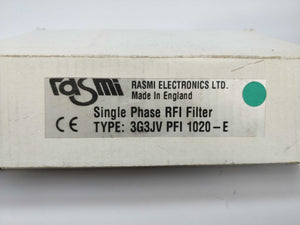 rasmi
RASMI ELECTRONICS LTD.
Made In England
Single Phase RFI Filter
CE TYPE: 3G3JV PFI 1020-E